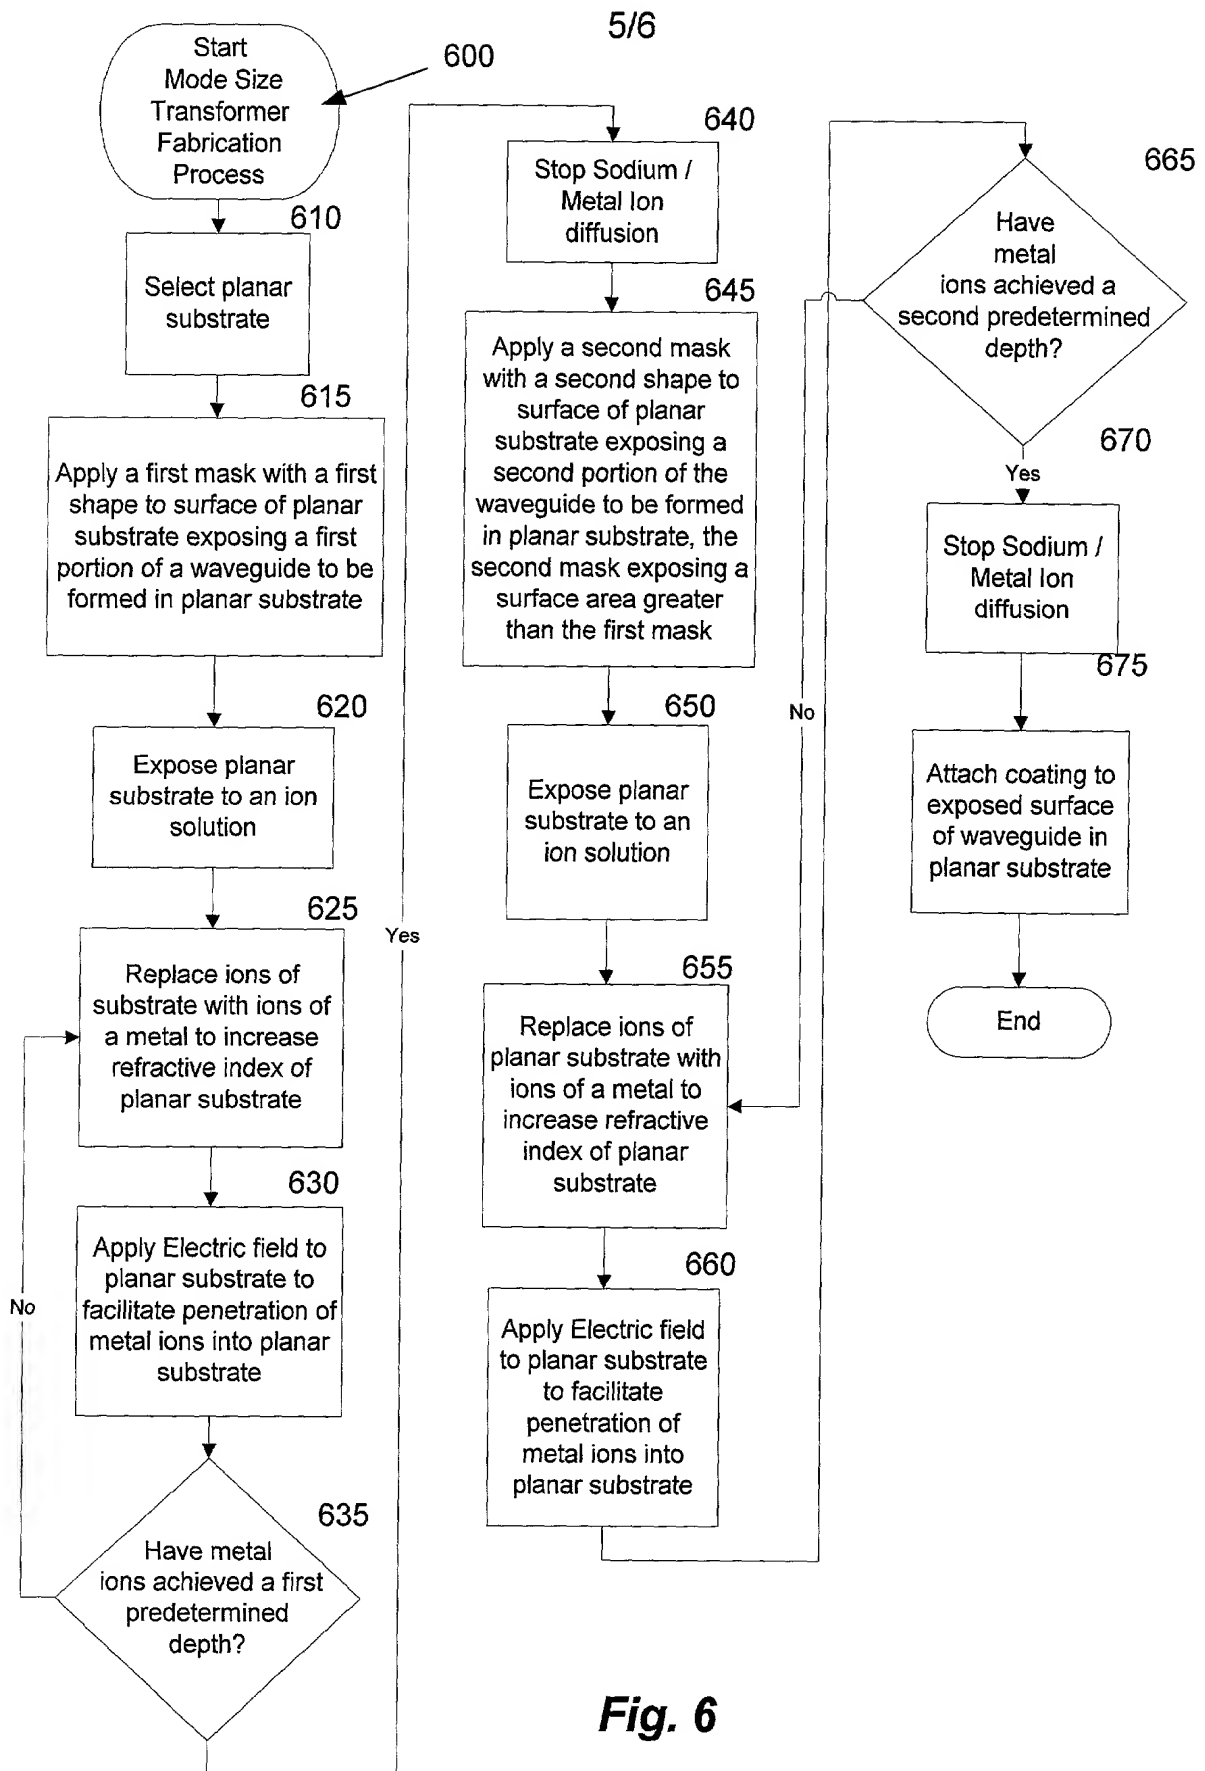 5/6
Start
Mode Size
Transformer
Fabrication
Process
600
610
Select planar
substrate
615
Apply a first mask with a first
shape to surface of planar
substrate exposing a first
portion of a waveguide to be
formed in planar substrate
620
Expose planar
substrate to an ion
solution
625
Replace ions of
substrate with ions of
a metal to increase
refractive index of
planar substrate
630
Apply Electric field to
planar substrate to
facilitate penetration of
metal ions into planar
substrate
No
635
Have metal
ions achieved a first
predetermined
depth?
Yes
640
Stop Sodium /
Metal Ion
diffusion
645
Apply a second mask
with a second shape to
surface of planar
substrate exposing a
second portion of the
waveguide to be formed
in planar substrate, the
second mask exposing a
surface area greater
than the first mask
650
Expose planar
substrate to an
ion solution
655
Replace ions of
planar substrate with
ions of a metal to
increase refractive
index of planar
substrate
660
Apply Electric field
to planar substrate
to facilitate
penetration of
metal ions into
planar substrate
No
665
Have
metal
ions achieved a
second predetermined
depth?
670
Yes
Stop Sodium /
Metal Ion
diffusion
675
Attach coating to
exposed surface
of waveguide in
planar substrate
End
Fig. 6